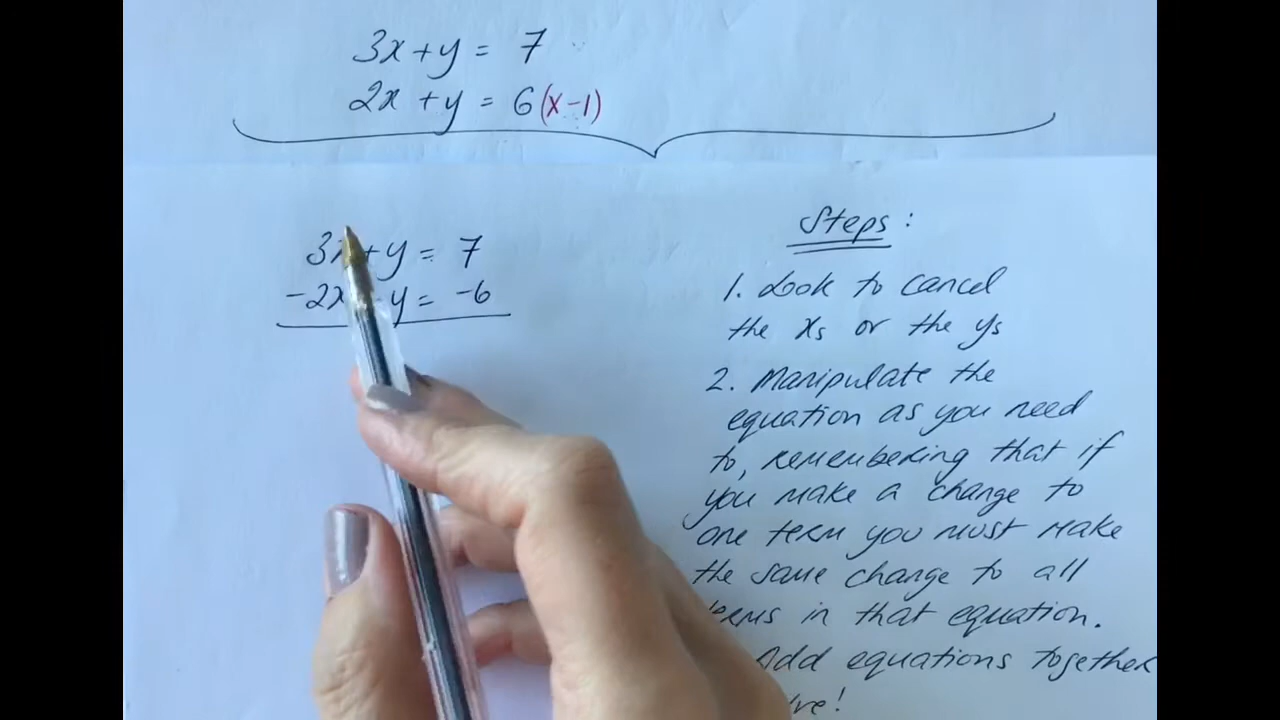 3x + y = 7
2x + y = 6 (x-1)
3x + y = 7
-2x - y = -6
Steps:
1. Look to cancel
the xs or the ys
2. Manipulate the
equation as you need
to, remembering that if
you make a change to
one term you must make
the same change to all
terms in that equation.
Add equations together